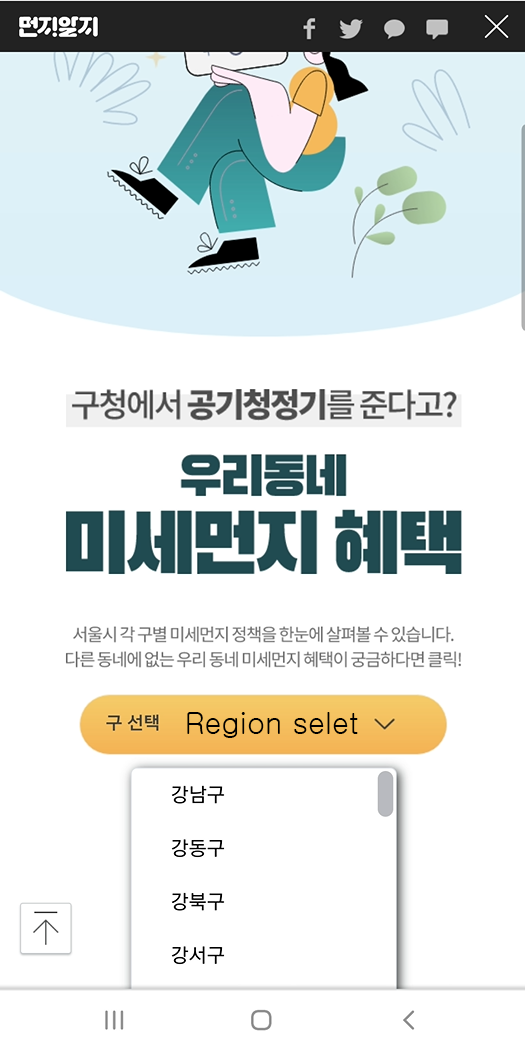 먼지알지
구청에서 공기청정기를 준다고?
우리동네
미세먼지 혜택
서울시 각 구별 미세먼지 정책을 한눈에 살펴볼 수 있습니다.
다른 동네에 없는 우리 동네 미세먼지 혜택이 궁금하다면 클릭!
구 선택 Region selet
강남구
강동구
강북구
강서구